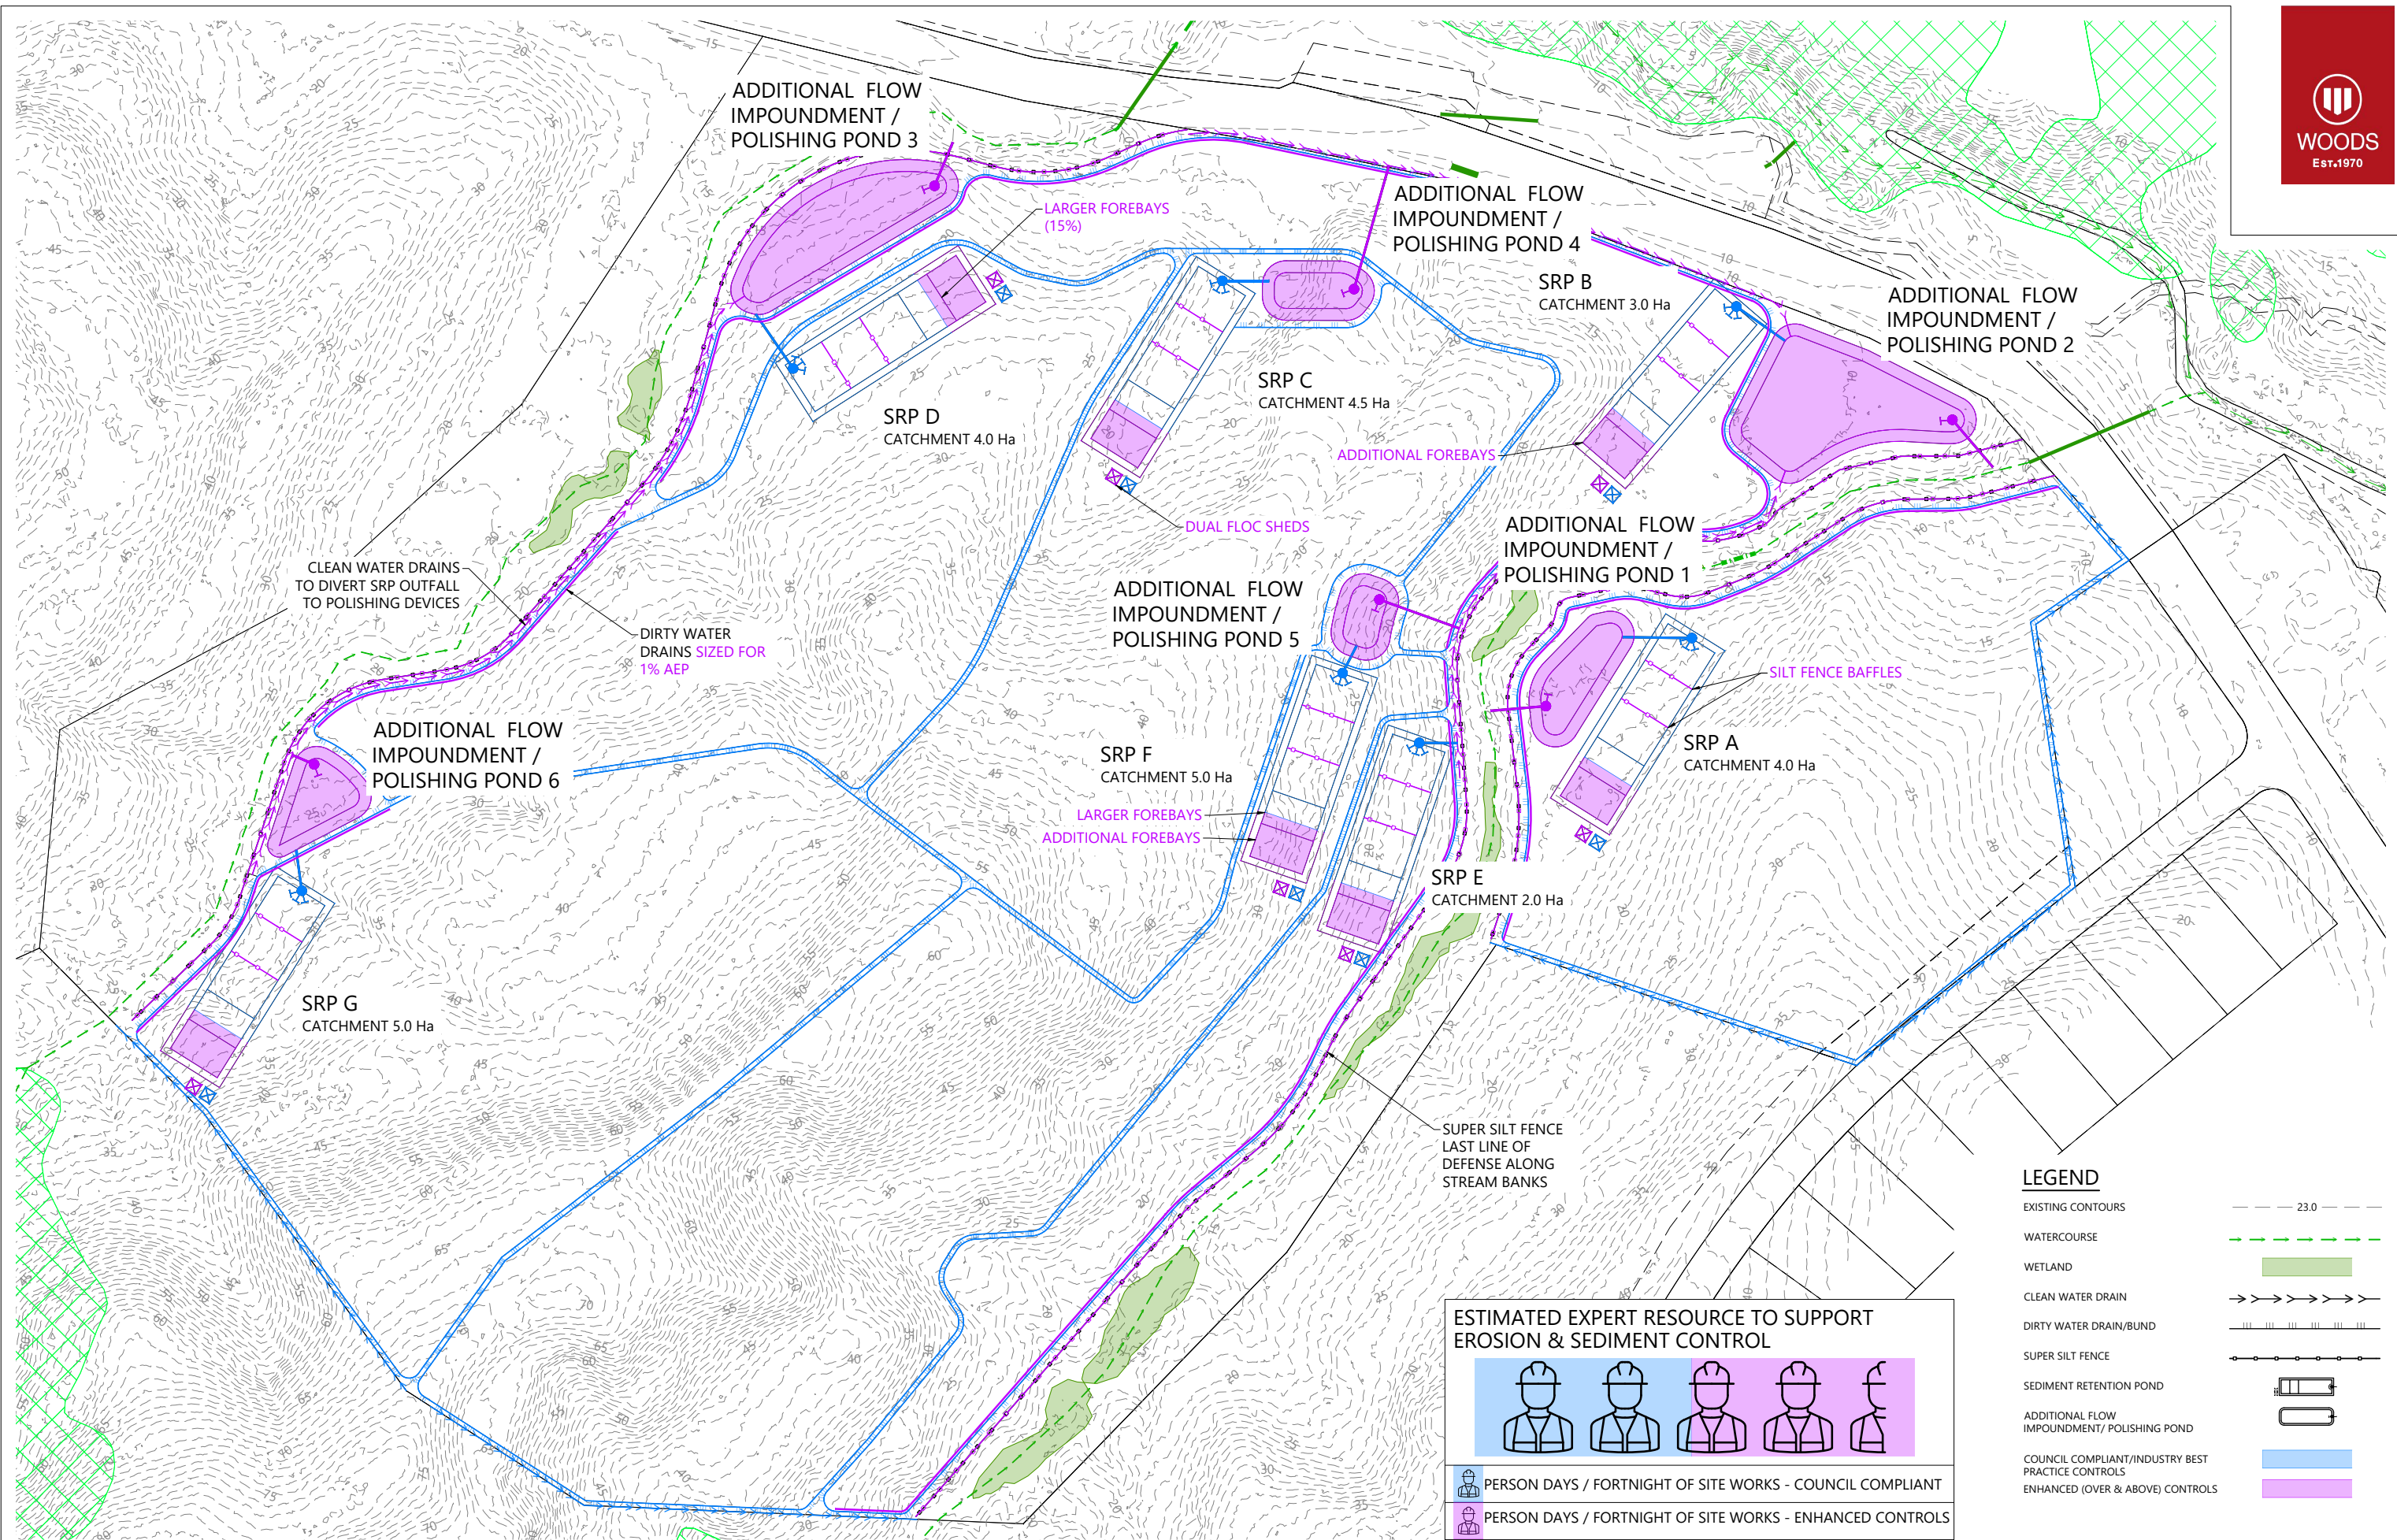 WOODS
EST.1970
ADDITIONAL FLOW
IMPOUNDMENT /
POLISHING POND 3
LARGER FOREBAYS
(15%)
ADDITIONAL FLOW
IMPOUNDMENT /
POLISHING POND 4
SRP B
CATCHMENT 3.0 Ha
ADDITIONAL FLOW
IMPOUNDMENT /
POLISHING POND 2
SRP C
CATCHMENT 4.5 Ha
SRP D
CATCHMENT 4.0 Ha
ADDITIONAL FOREBAYS
DUAL FLOC SHEDS
ADDITIONAL FLOW
IMPOUNDMENT /
POLISHING POND 1
CLEAN WATER DRAINS
TO DIVERT SRP OUTFALL
TO POLISHING DEVICES
ADDITIONAL FLOW
IMPOUNDMENT /
POLISHING POND 5
DIRTY WATER
DRAINS SIZED FOR
1% AEP
SILT FENCE BAFFLES
ADDITIONAL FLOW
IMPOUNDMENT /
POLISHING POND 6
SRP F
CATCHMENT 5.0 Ha
SRP A
CATCHMENT 4.0 Ha
LARGER FOREBAYS
ADDITIONAL FOREBAYS
SRP E
CATCHMENT 2.0 Ha
SRP G
CATCHMENT 5.0 Ha
SUPER SILT FENCE
LAST LINE OF
DEFENSE ALONG
STREAM BANKS
LEGEND
EXISTING CONTOURS
23.0
WATERCOURSE
WETLAND
CLEAN WATER DRAIN
DIRTY WATER DRAIN/BUND
SUPER SILT FENCE
SEDIMENT RETENTION POND
ADDITIONAL FLOW
IMPOUNDMENT/ POLISHING POND
COUNCIL COMPLIANT/INDUSTRY BEST
PRACTICE CONTROLS
ENHANCED (OVER & ABOVE) CONTROLS
ESTIMATED EXPERT RESOURCE TO SUPPORT
EROSION & SEDIMENT CONTROL
PERSON DAYS / FORTNIGHT OF SITE WORKS - COUNCIL COMPLIANT
PERSON DAYS / FORTNIGHT OF SITE WORKS - ENHANCED CONTROLS